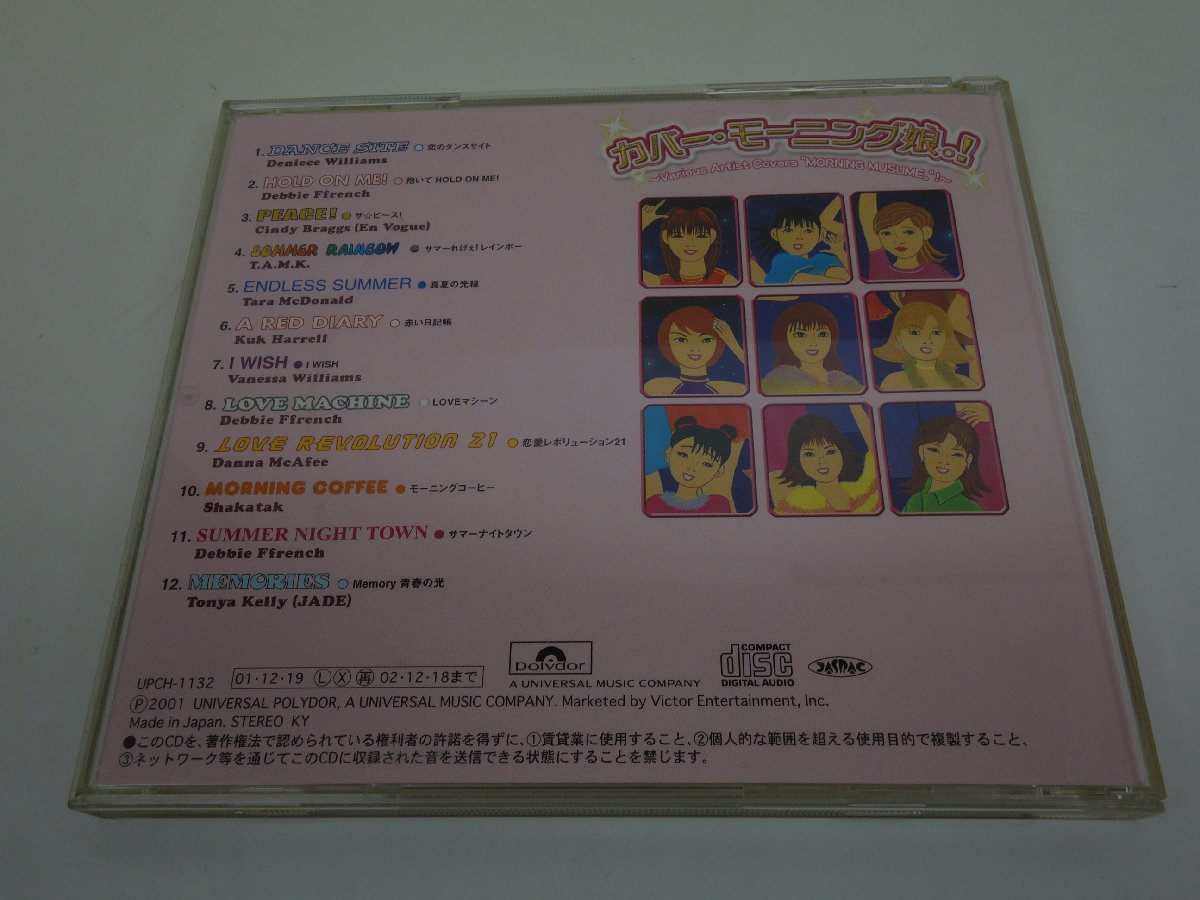 カバー・モーニング娘。!
~Various Artist Covers "MORNING MUSUME。"!~
1. DANCE SITE ● 恋のダンスサイト
Deniece Williams
2. HOLD ON ME! ● 抱いて HOLD ON ME!
Debbie Ffrench
3. PEACE! ● ザ☆ピ〜ス!
Cindy Braggs (En Vogue)
4. SUMMER RAINBOW ● サマーれげぇ!レインボー
T.A.M.K.
5. ENDLESS SUMMER ● 真夏の光線
Tara McDonald
6. A RED DIARY ● 赤い日記帳
Kuk Harrell
7. I WISH ● I WISH
Vanessa Williams
8. LOVE MACHINE ● LOVEマシーン
Debbie Ffrench
9. LOVE REVOLUTION 21 ● 恋愛レボリューション21
Danna McAfee
10. MORNING COFFEE ● モーニングコーヒー
Shakatak
11. SUMMER NIGHT TOWN ● サマーナイトタウン
Debbie Ffrench
12. MEMORIES ● Memory 青春の光
Tonya Kelly (JADE)
polydor
A UNIVERSAL MUSIC COMPANY
COMPACT
disc
DIGITAL AUDIO
JASRAC
UPCH-1132 01・12・19 Ⓛ Ⓧ 再 02・12・18まで
Ⓟ2001 UNIVERSAL POLYDOR, A UNIVERSAL MUSIC COMPANY. Marketed by Victor Entertainment, Inc.
Made in Japan. STEREO KY
●このCDを、著作権法で認められている権利者の許諾を得ずに、①賃貸業に使用すること、②個人的な範囲を超える使用目的で複製すること、
③ネットワーク等を通じてこのCDに収録された音を送信できる状態にすることを禁じます。